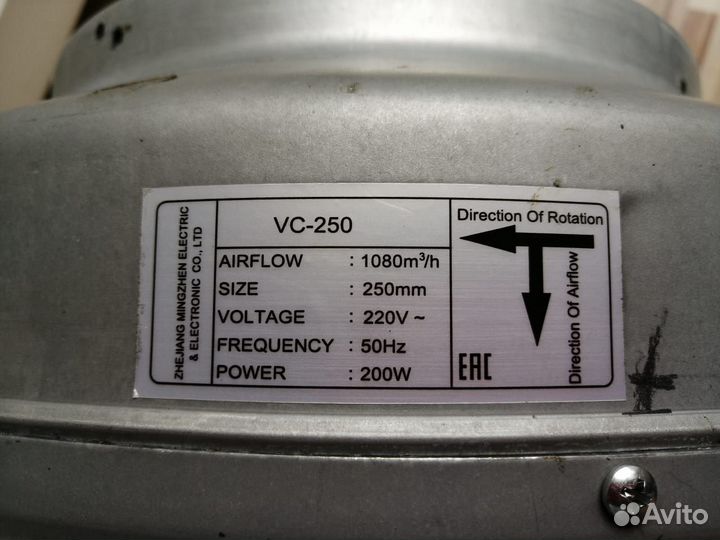 ZHEJIANG MINGZHEN ELECTRIC
& ELECTRONIC CO., LTD
VC-250
AIRFLOW : 1080m³/h
SIZE : 250mm
VOLTAGE : 220V ~
FREQUENCY : 50Hz
POWER : 200W
Direction Of Rotation
Direction Of Airflow
EAC
Avito